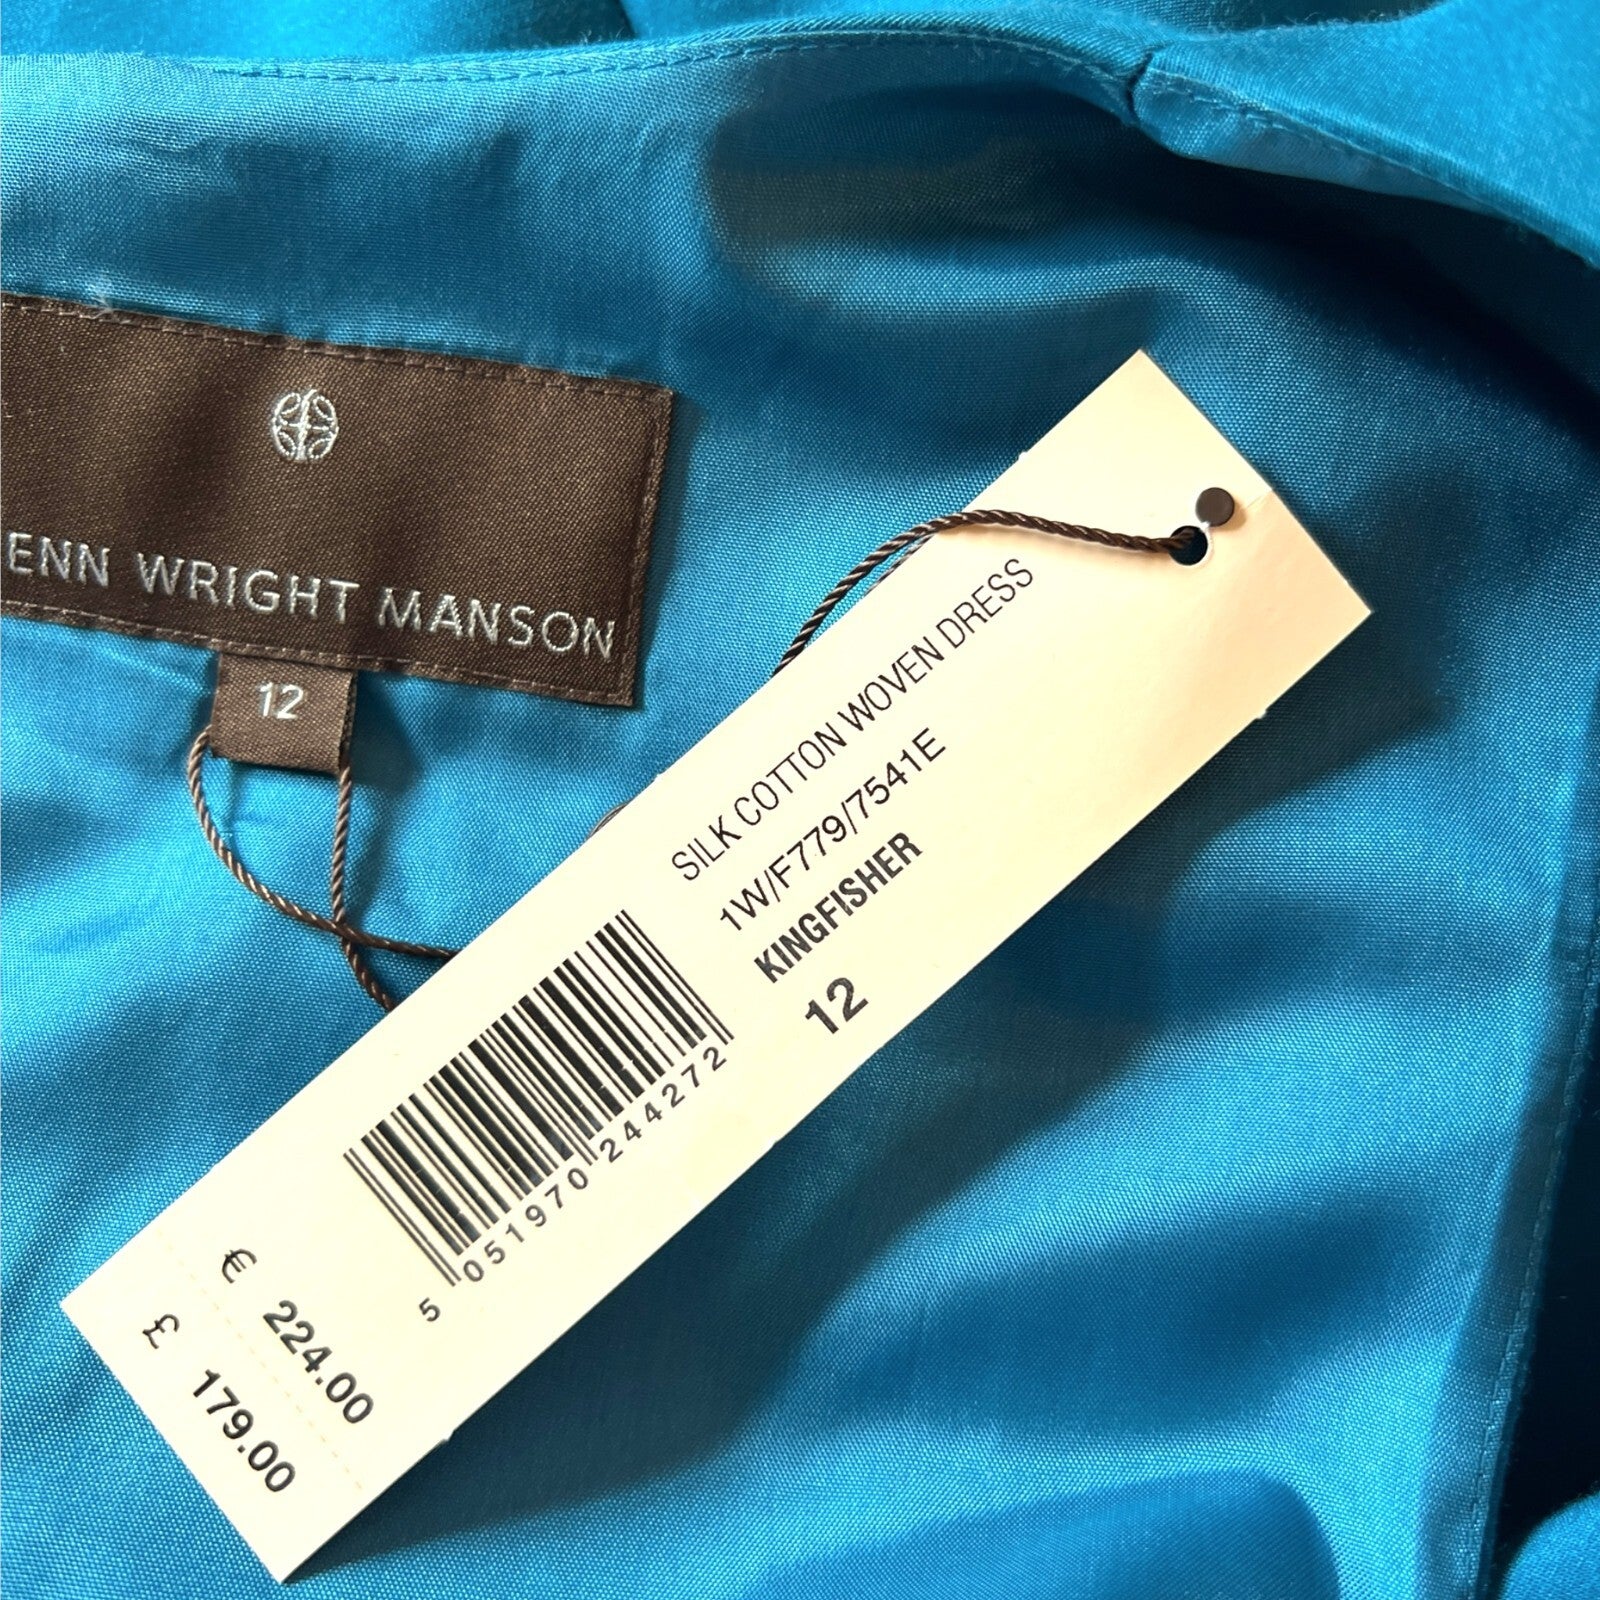 ENN WRIGHT MANSON
12
SILK COTTON WOVEN DRESS
1W/F779/7541E
KINGFISHER
12
5 051970 244272
€ 224.00
£ 179.00